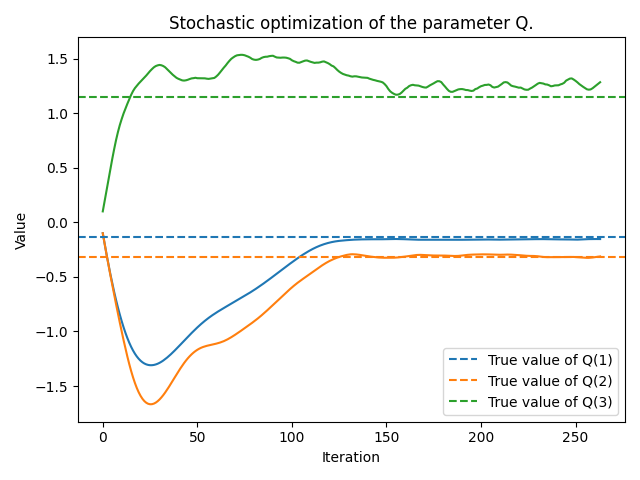 Stochastic optimization of the parameter Q.
Value
1.5
1.0
0.5
0.0
−0.5
−1.0
−1.5
0
50
100
150
200
250
Iteration
True value of Q(1)
True value of Q(2)
True value of Q(3)